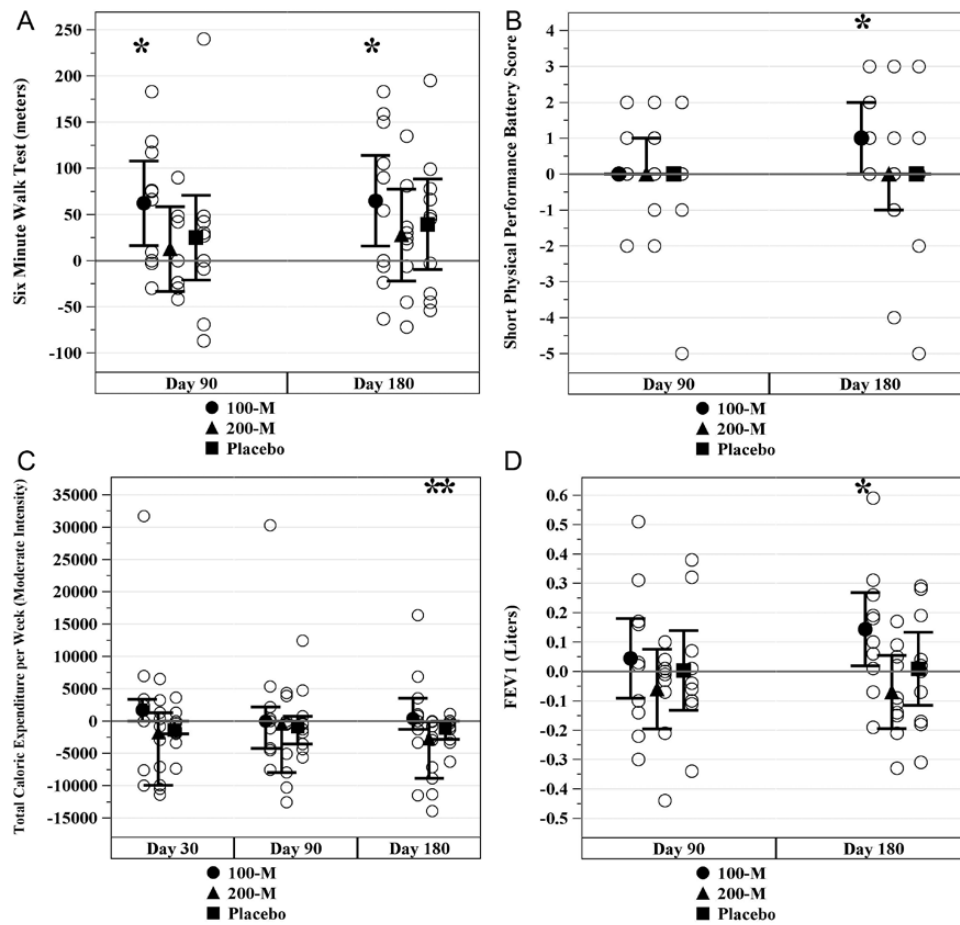 A
*
*
Six Minute Walk Test (meters)
250
200
150
100
50
0
-50
-100
Day 90
Day 180
100-M
200-M
Placebo
B
*
Short Physical Performance Battery Score
4
3
2
1
0
-1
-2
-3
-4
-5
Day 90
Day 180
100-M
200-M
Placebo
C
**
Total Caloric Expenditure per Week (Moderate Intensity)
35000
30000
25000
20000
15000
10000
5000
0
-5000
-10000
-15000
Day 30
Day 90
Day 180
100-M
200-M
Placebo
D
*
FEV1 (Liters)
0.6
0.5
0.4
0.3
0.2
0.1
0.0
-0.1
-0.2
-0.3
-0.4
-0.5
Day 90
Day 180
100-M
200-M
Placebo